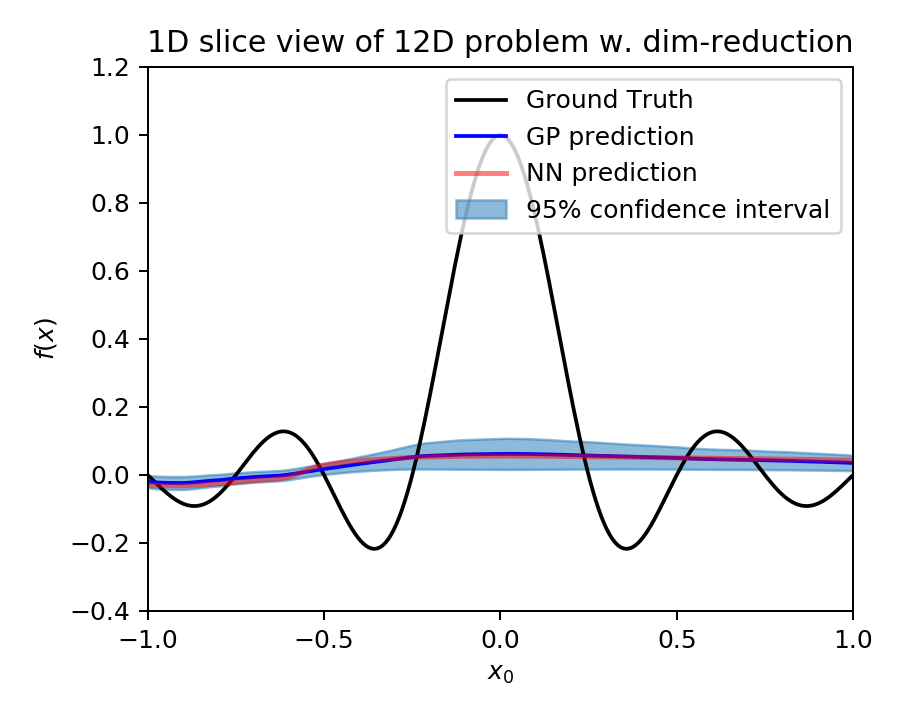 1D slice view of 12D problem w. dim-reduction
1.2
1.0
0.8
0.6
0.4
0.2
0.0
−0.2
−0.4
f(x)
Ground Truth
GP prediction
NN prediction
95% confidence interval
−1.0 −0.5 0.0 0.5 1.0
x₀